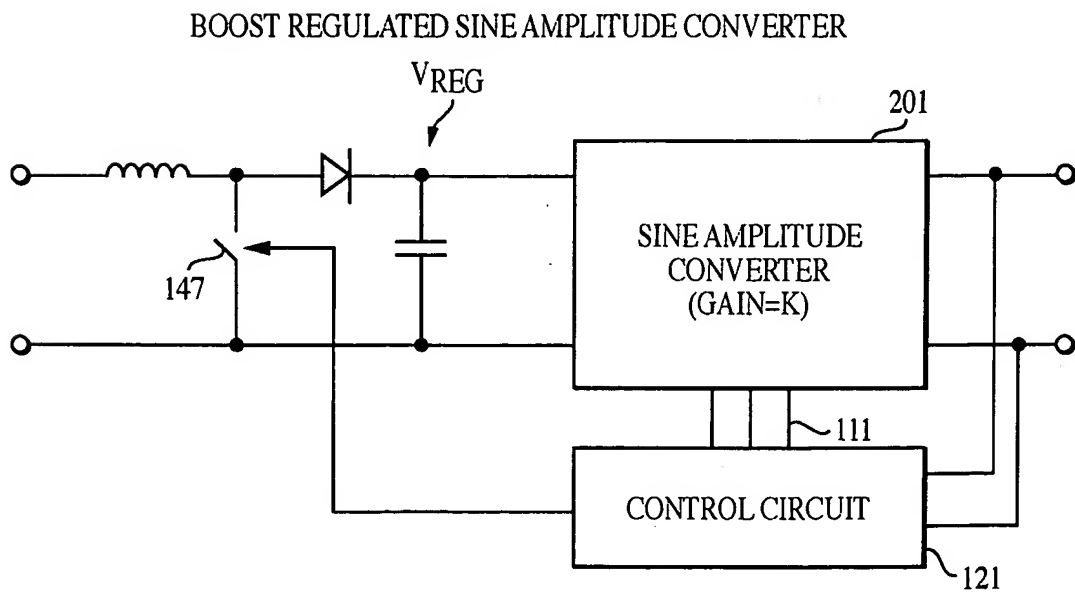 BOOST REGULATED SINE AMPLITUDE CONVERTER
VREG
201
SINE AMPLITUDE
CONVERTER
(GAIN=K)
147
111
CONTROL CIRCUIT
121